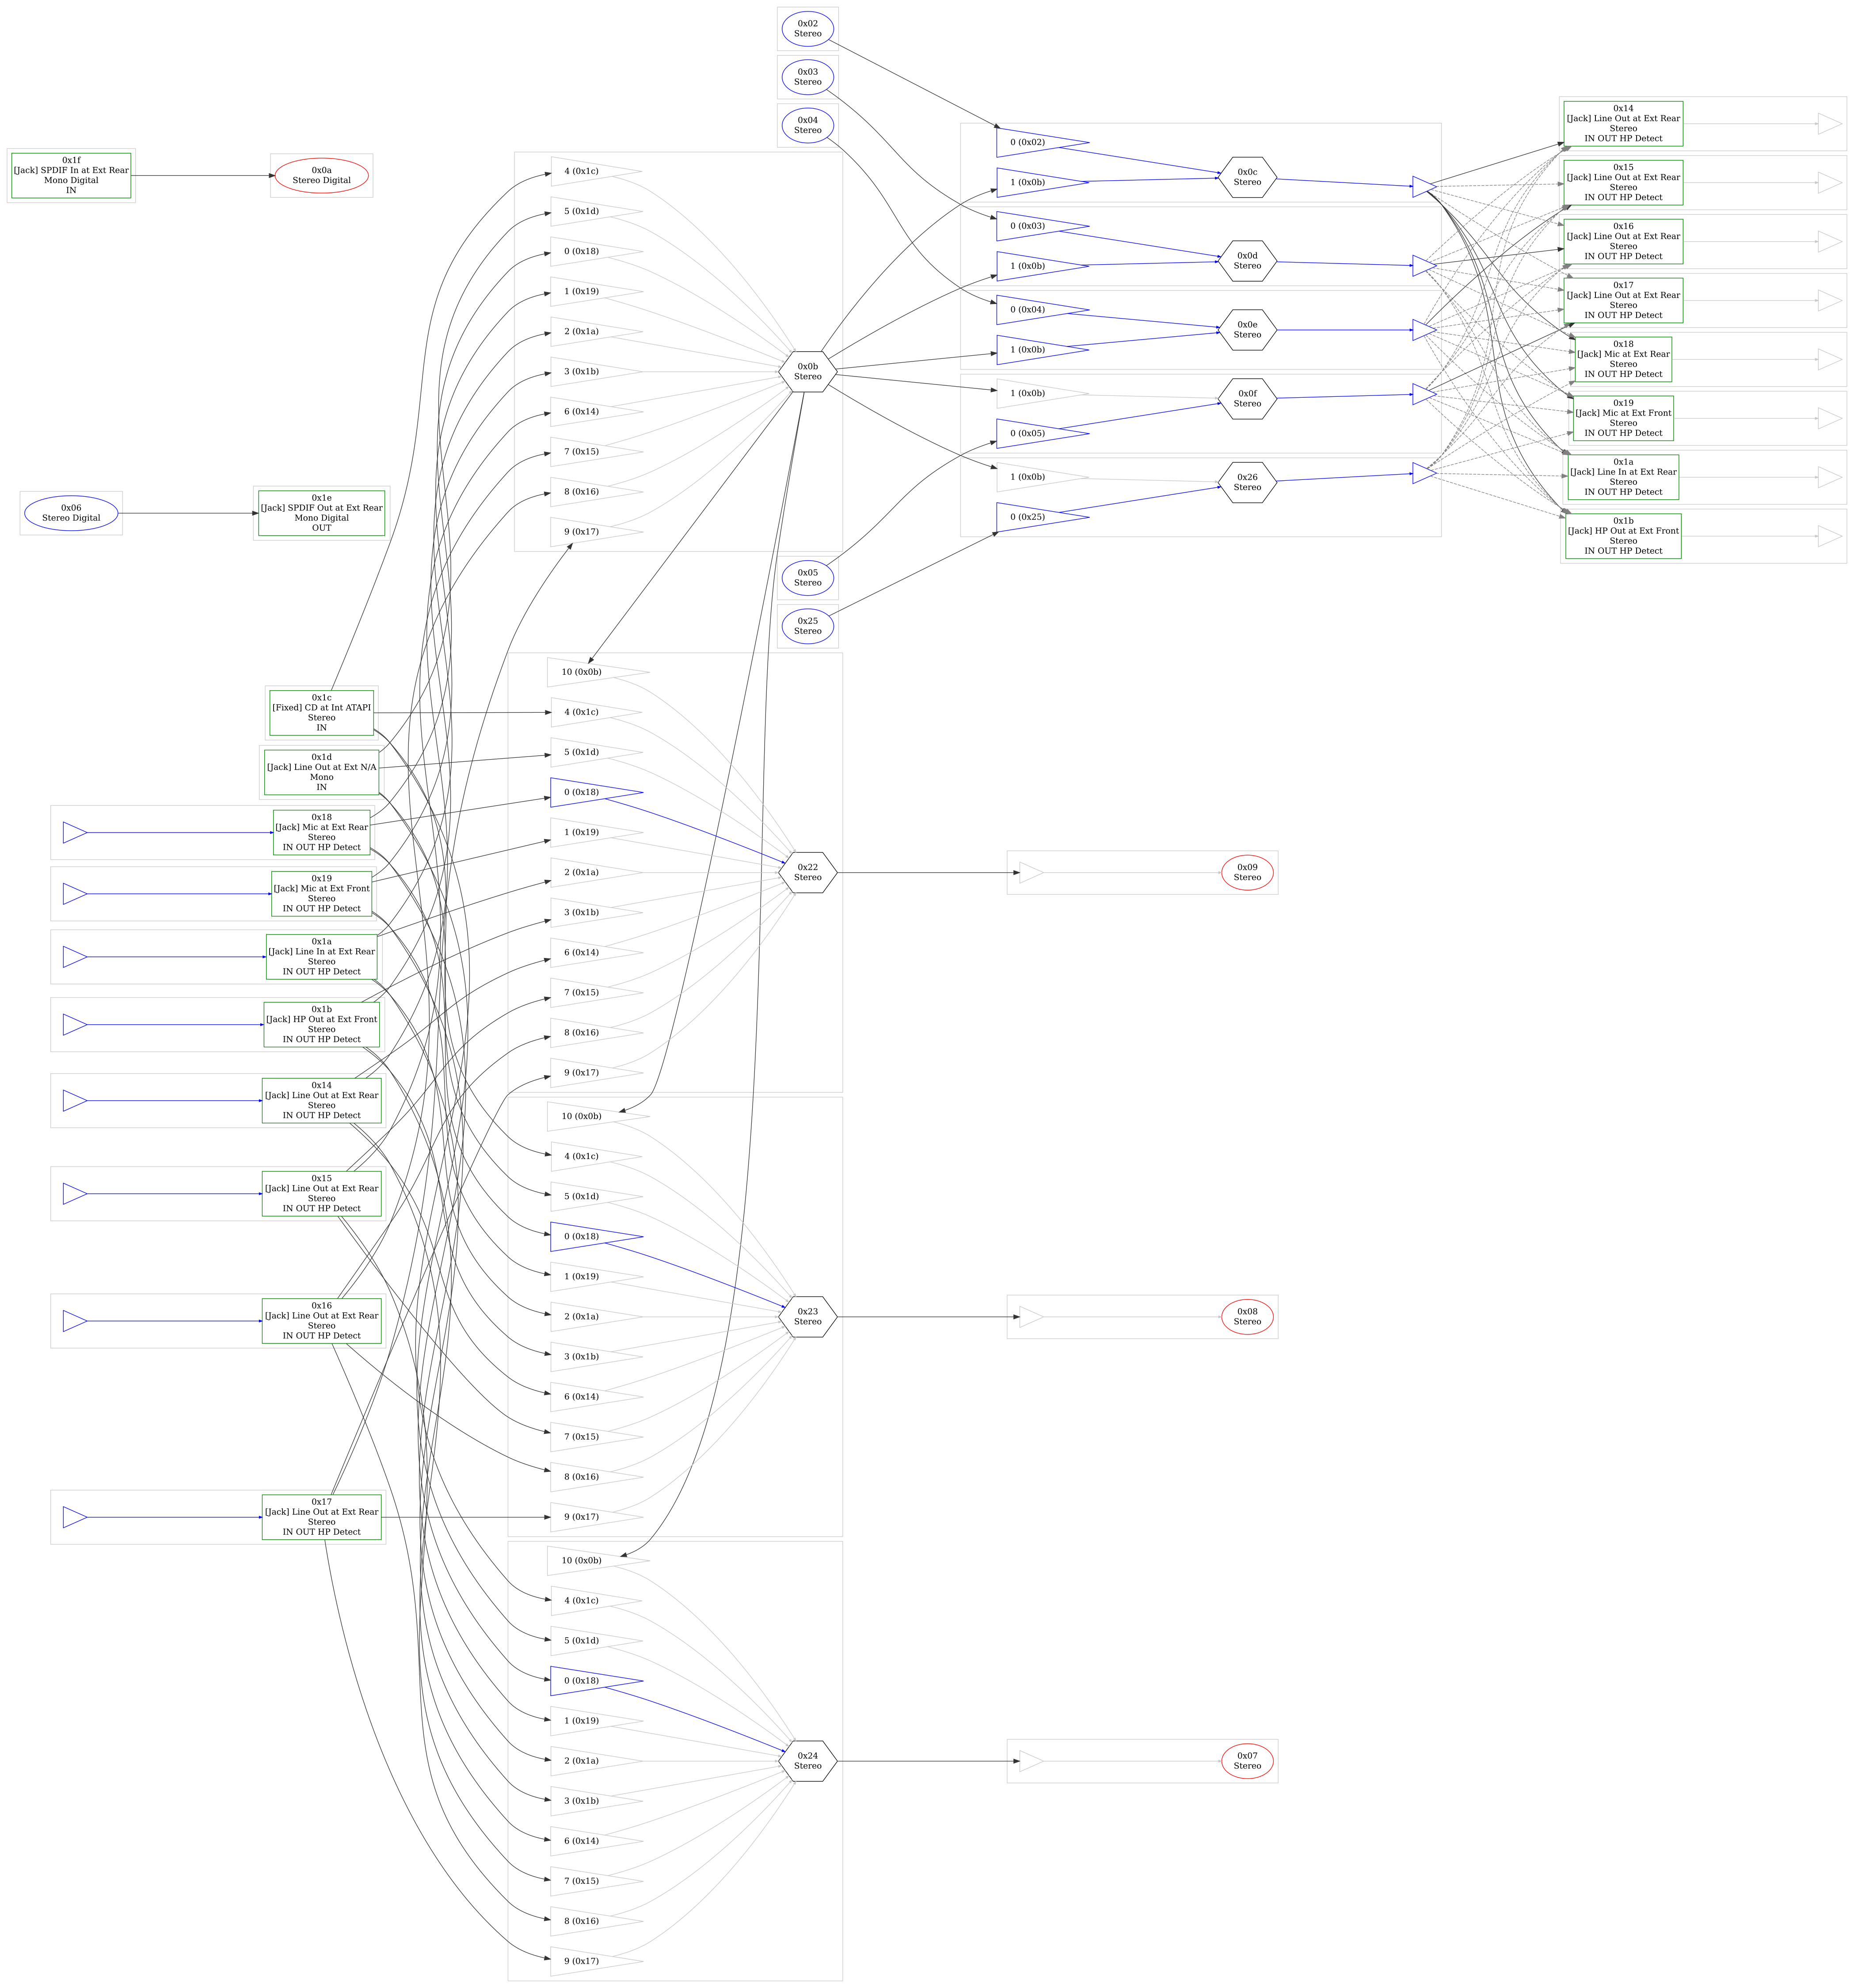 0x02
Stereo
0x03
Stereo
0x04
Stereo
0x1f
[Jack] SPDIF In at Ext Rear
Mono Digital
IN
0x0a
Stereo Digital
0x06
Stereo Digital
0x1e
[Jack] SPDIF Out at Ext Rear
Mono Digital
OUT
4 (0x1c)
5 (0x1d)
0 (0x18)
1 (0x19)
2 (0x1a)
3 (0x1b)
6 (0x14)
7 (0x15)
8 (0x16)
9 (0x17)
0x0b
Stereo
0 (0x02)
1 (0x0b)
0x0c
Stereo
0 (0x03)
1 (0x0b)
0x0d
Stereo
0 (0x04)
1 (0x0b)
0x0e
Stereo
1 (0x0b)
0 (0x05)
0x0f
Stereo
1 (0x0b)
0 (0x25)
0x26
Stereo
0x14
[Jack] Line Out at Ext Rear
Stereo
IN OUT HP Detect
0x15
[Jack] Line Out at Ext Rear
Stereo
IN OUT HP Detect
0x16
[Jack] Line Out at Ext Rear
Stereo
IN OUT HP Detect
0x17
[Jack] Line Out at Ext Rear
Stereo
IN OUT HP Detect
0x18
[Jack] Mic at Ext Rear
Stereo
IN OUT HP Detect
0x19
[Jack] Mic at Ext Front
Stereo
IN OUT HP Detect
0x1a
[Jack] Line In at Ext Rear
Stereo
IN OUT HP Detect
0x1b
[Jack] HP Out at Ext Front
Stereo
IN OUT HP Detect
0x05
Stereo
0x25
Stereo
0x1c
[Fixed] CD at Int ATAPI
Stereo
IN
0x1d
[Jack] Line Out at Ext N/A
Mono
IN
0x18
[Jack] Mic at Ext Rear
Stereo
IN OUT HP Detect
0x19
[Jack] Mic at Ext Front
Stereo
IN OUT HP Detect
0x1a
[Jack] Line In at Ext Rear
Stereo
IN OUT HP Detect
0x1b
[Jack] HP Out at Ext Front
Stereo
IN OUT HP Detect
0x14
[Jack] Line Out at Ext Rear
Stereo
IN OUT HP Detect
0x15
[Jack] Line Out at Ext Rear
Stereo
IN OUT HP Detect
0x16
[Jack] Line Out at Ext Rear
Stereo
IN OUT HP Detect
0x17
[Jack] Line Out at Ext Rear
Stereo
IN OUT HP Detect
10 (0x0b)
4 (0x1c)
5 (0x1d)
0 (0x18)
1 (0x19)
2 (0x1a)
3 (0x1b)
6 (0x14)
7 (0x15)
8 (0x16)
9 (0x17)
0x22
Stereo
0x09
Stereo
10 (0x0b)
4 (0x1c)
5 (0x1d)
0 (0x18)
1 (0x19)
2 (0x1a)
3 (0x1b)
6 (0x14)
7 (0x15)
8 (0x16)
9 (0x17)
0x23
Stereo
0x08
Stereo
10 (0x0b)
4 (0x1c)
5 (0x1d)
0 (0x18)
1 (0x19)
2 (0x1a)
3 (0x1b)
6 (0x14)
7 (0x15)
8 (0x16)
9 (0x17)
0x24
Stereo
0x07
Stereo